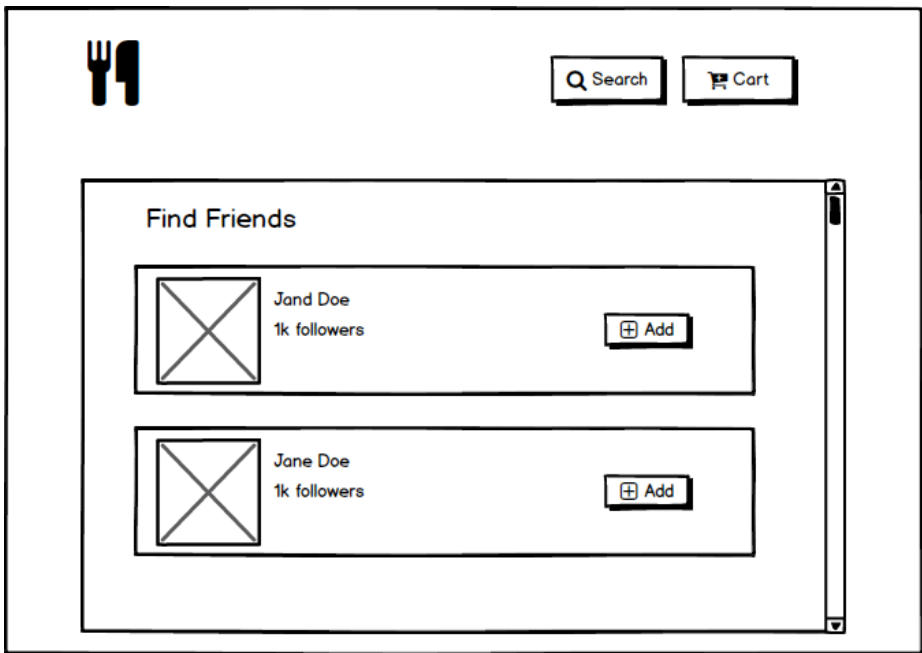 Search
Cart
Find Friends
Jand Doe
1k followers
Add
Jane Doe
1k followers
Add